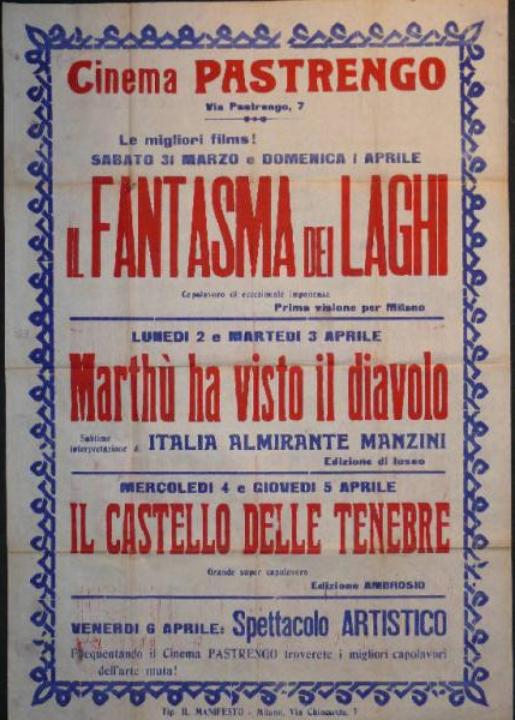 Cinema PASTRENGO
Via Pastrengo, 7
Le migliori films!
SABATO 31 MARZO e DOMENICA 1 APRILE
IL FANTASMA DEI LAGHI
Capolavoro di eccezionale imponenza
Prima visione per Milano
LUNEDI 2 e MARTEDI 3 APRILE
Marthù ha visto il diavolo
Sublime interpretazione di ITALIA ALMIRANTE MANZINI
Edizione di lusso
MERCOLEDI 4 e GIOVEDI 5 APRILE
IL CASTELLO DELLE TENEBRE
Grande super capolavoro
Edizione AMBROSIO
VENERDI 6 APRILE: Spettacolo ARTISTICO
Frequentando il Cinema PASTRENGO troverete i migliori capolavori
dell'arte muta!
Tip. IL MANIFESTO - Milano, Via 7